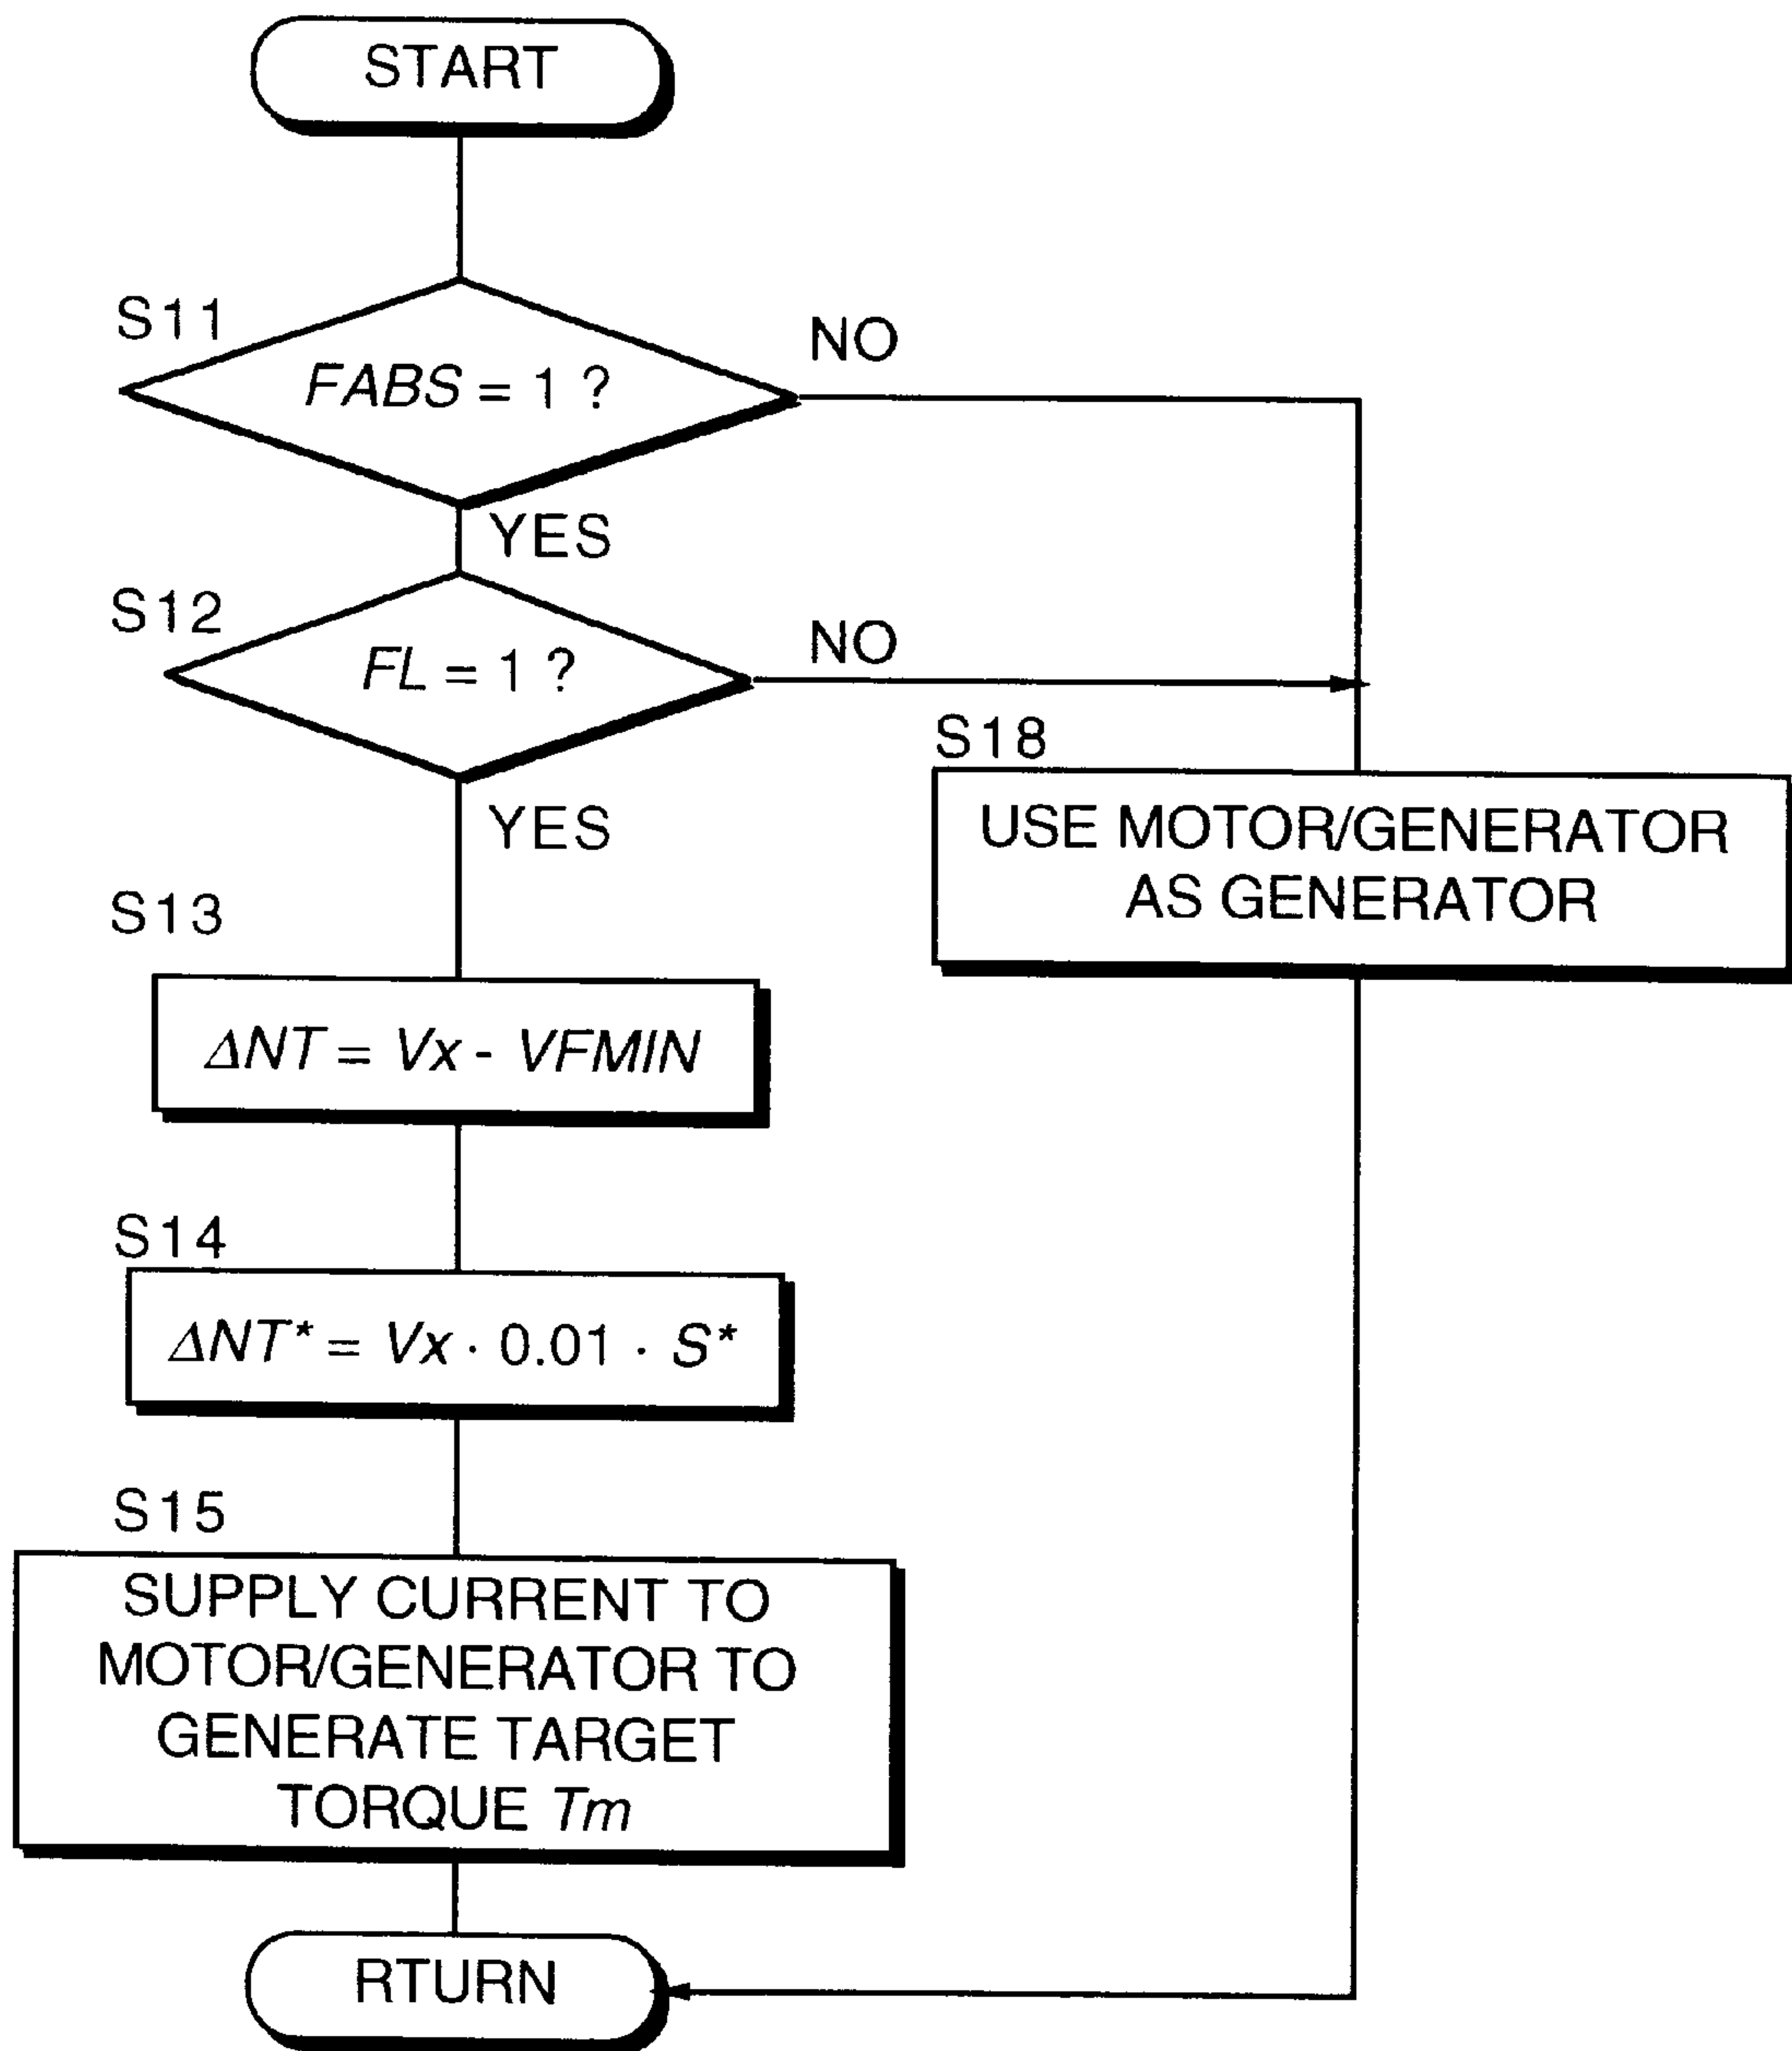 START
S11
FABS = 1 ?
NO
YES
S12
FL = 1 ?
NO
YES
S18
USE MOTOR/GENERATOR
AS GENERATOR
S13
ΔNT = Vx - VFMIN
S14
ΔNT* = Vx · 0.01 · S*
S15
SUPPLY CURRENT TO
MOTOR/GENERATOR TO
GENERATE TARGET
TORQUE Tm
RTURN